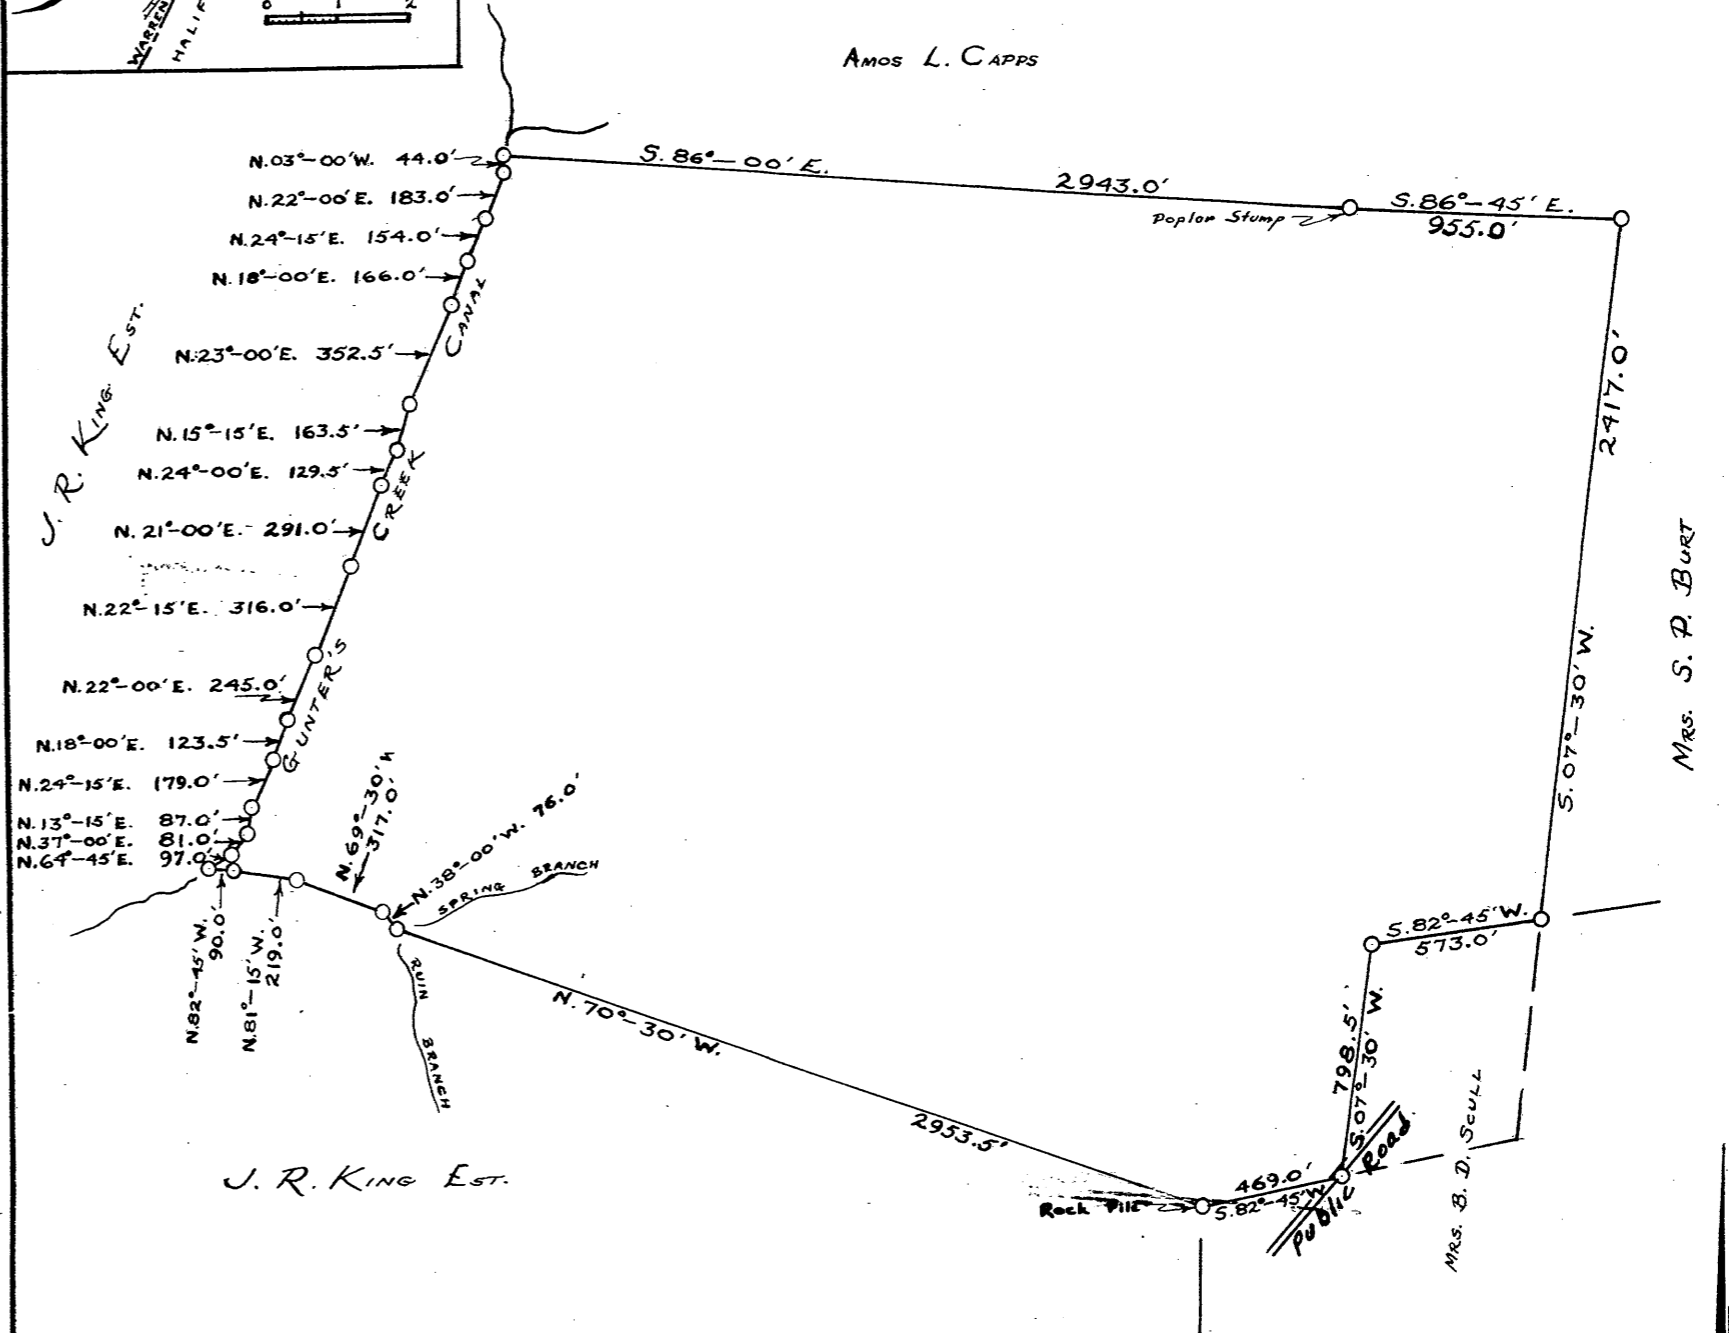 WARREN
HALIF
0 1 2
AMOS L. CAPPS
N.03°-00'W. 44.0'
S.86°-00'E.
2943.0'
N.22°-00'E. 183.0'
S.86°-45'E.
955.0'
Poplar Stump
N.24°-15'E. 154.0'
N.18°-00'E. 166.0'
N.23°-00'E. 352.5'
N.15°-15'E. 163.5'
N.24°-00'E. 129.5'
N.21°-00'E. 291.0'
N.22°-15'E. 316.0'
N.22°-00'E. 245.0'
N.18°-00'E. 123.5'
N.24°-15'E. 179.0'
N.13°-15'E. 87.0'
N.37°-00'E. 81.0'
N.64°-45'E. 97.0'
J. R. KING EST.
GUNTER'S CREEK CANAL
2417.0'
S.07°-30'W.
MRS. S. P. BURT
N.82°-45'W.
90.0'
N.81°-15'W.
219.0'
N.69°-30'W
317.0'
N.38°-00'W. 76.0'
SPRING BRANCH
RUIN BRANCH
N.70°-30'W.
2953.5'
S.82°-45'W.
573.0'
798.5'
S.07°-30'W.
469.0'
S.82°-45'W
Rock Pile
Public Road
MRS. B. D. SCULL
J. R. KING EST.